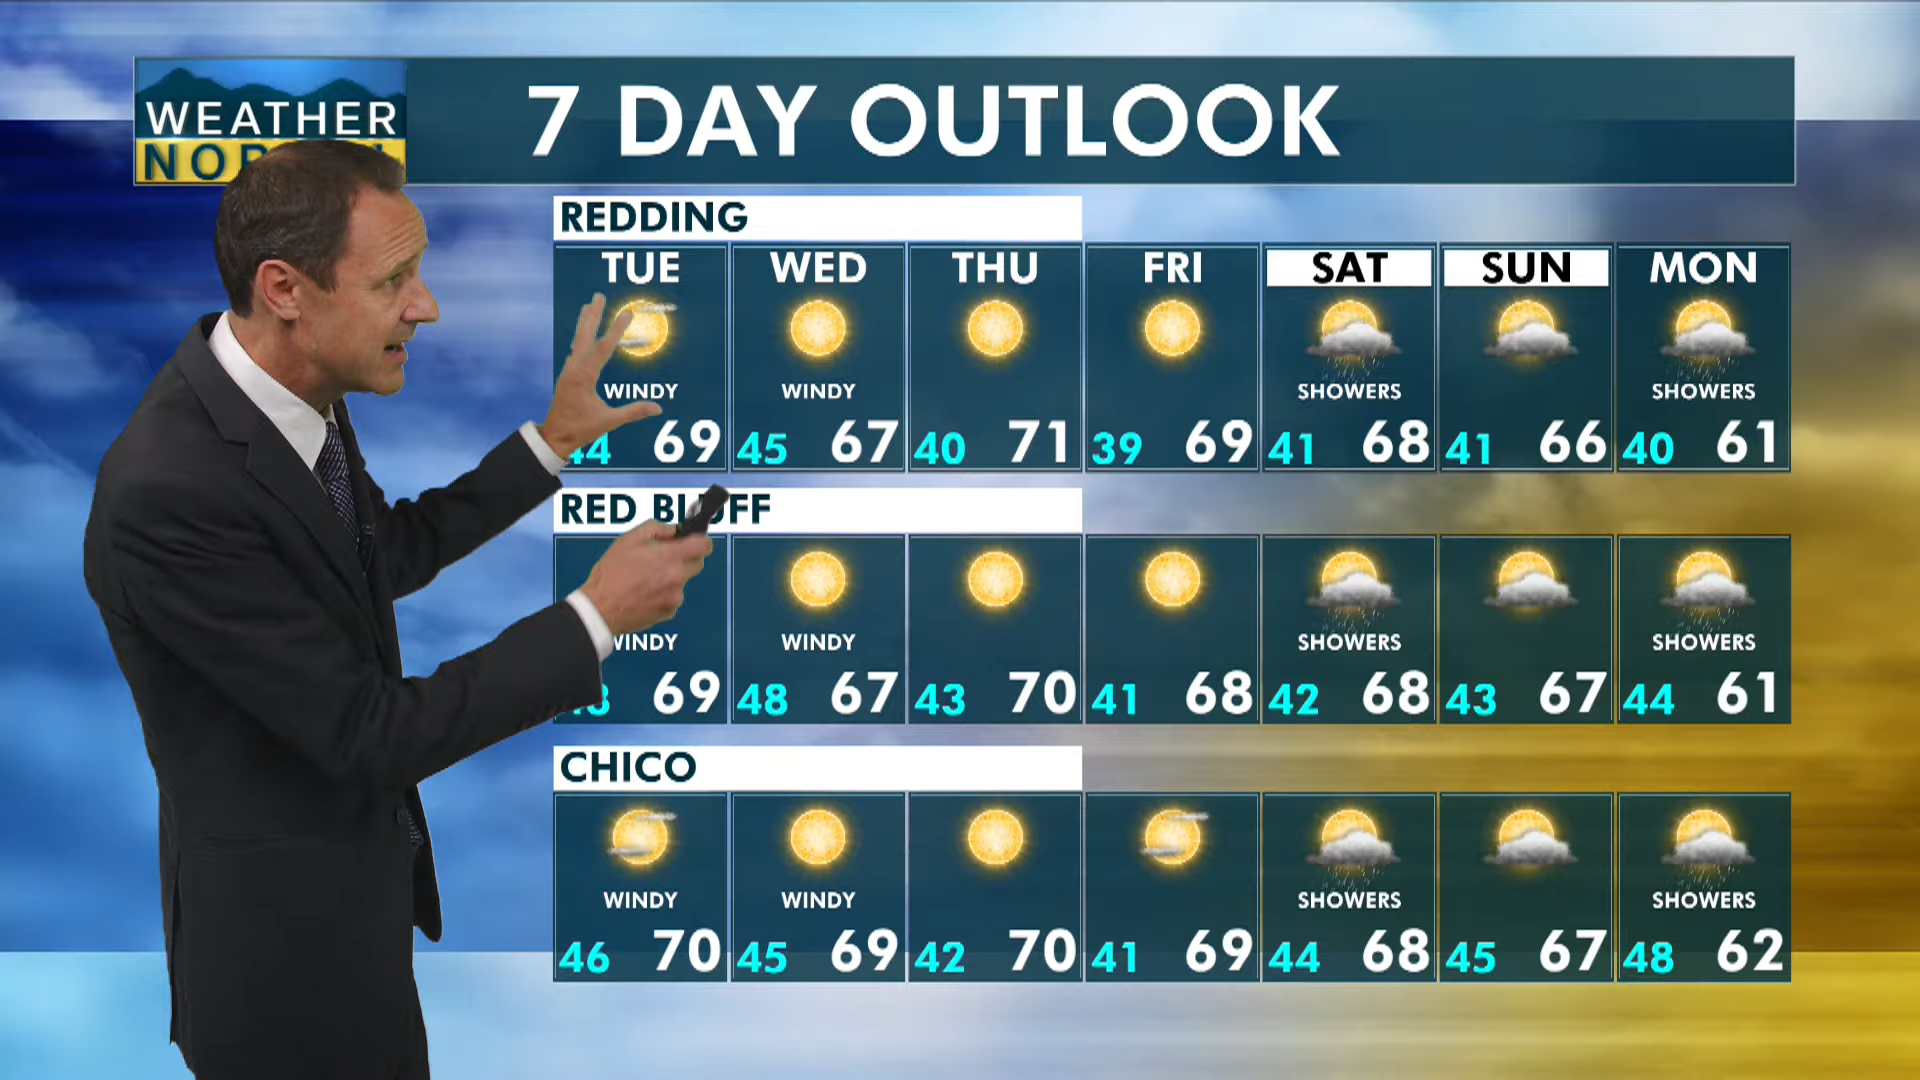 WEATHER
7 DAY OUTLOOK
REDDING
TUE WED THU FRI SAT SUN MON
WINDY WINDY SHOWERS SHOWERS
44 69 45 67 40 71 39 69 41 68 41 66 40 61
RED BLUFF
WINDY WINDY SHOWERS SHOWERS
69 48 67 43 70 41 68 42 68 43 67 44 61
CHICO
WINDY WINDY SHOWERS SHOWERS
46 70 45 69 42 70 41 69 44 68 45 67 48 62